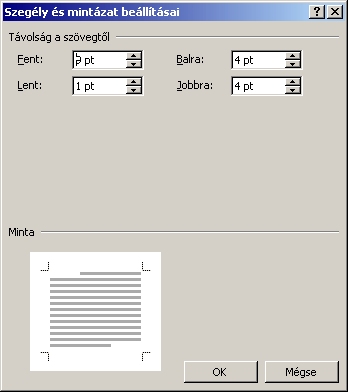 Szegély és mintázat beállításai
Távolság a szövegtől
Fent: pt Balra: 4 pt
Lent: 1 pt Jobbra: 4 pt
Minta
OK Mégse